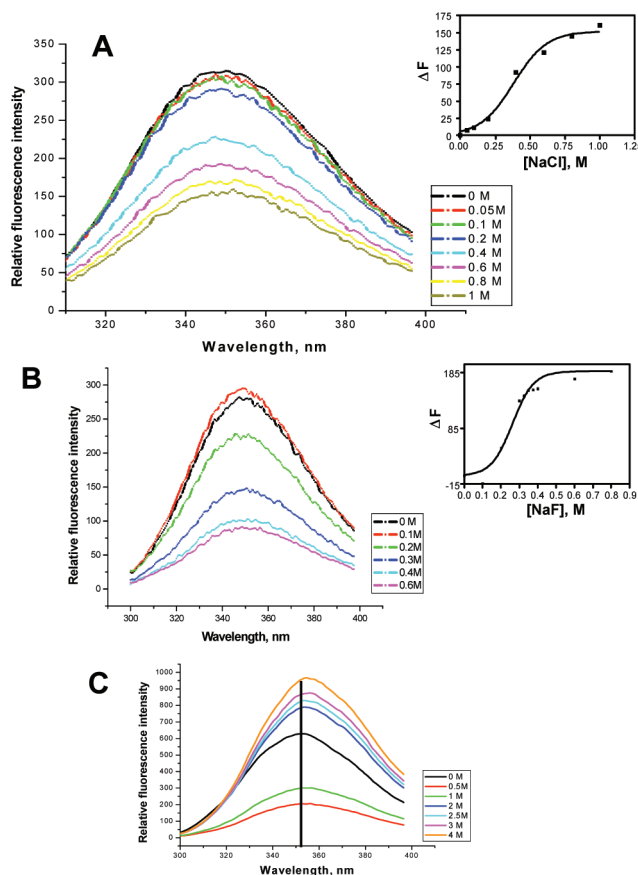 A
Relative fluorescence intensity
350
300
250
200
150
100
50
0
320 340 360 380 400
Wavelength, nm
ΔF
175
150
125
100
75
50
25
0
0.00 0.25 0.50 0.75 1.00 1.25
[NaCl], M
0 M
0.05M
0.1 M
0.2 M
0.4 M
0.6 M
0.8 M
1 M
B
Relative fluorescence intensity
300
275
250
225
200
175
150
125
100
75
50
25
0
300 320 340 360 380 400
Wavelength, nm
ΔF
185
85
-15
0.0 0.1 0.2 0.3 0.4 0.5 0.6 0.7 0.8 0.9
[NaF], M
0 M
0.1M
0.2M
0.3M
0.4M
0.6M
C
Relative fluorescence intensity
1000
900
800
700
600
500
400
300
200
100
0
300 320 340 360 380 400
Wavelength, nm
0 M
0.5M
1 M
2 M
2.5M
3 M
4 M